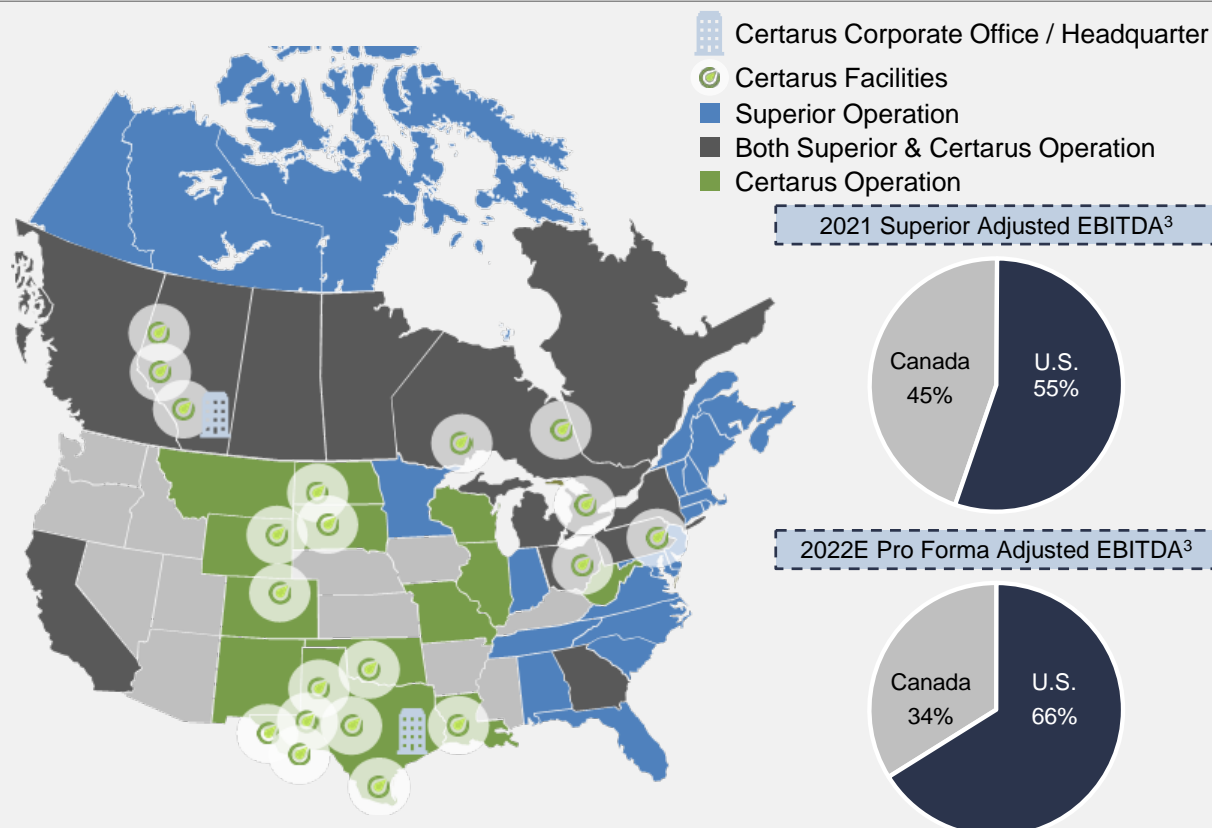 Certarus Corporate Office / Headquarter
Certarus Facilities
Superior Operation
Both Superior & Certarus Operation
Certarus Operation
2021 Superior Adjusted EBITDA³
Canada
45%
U.S.
55%
2022E Pro Forma Adjusted EBITDA³
Canada
34%
U.S.
66%